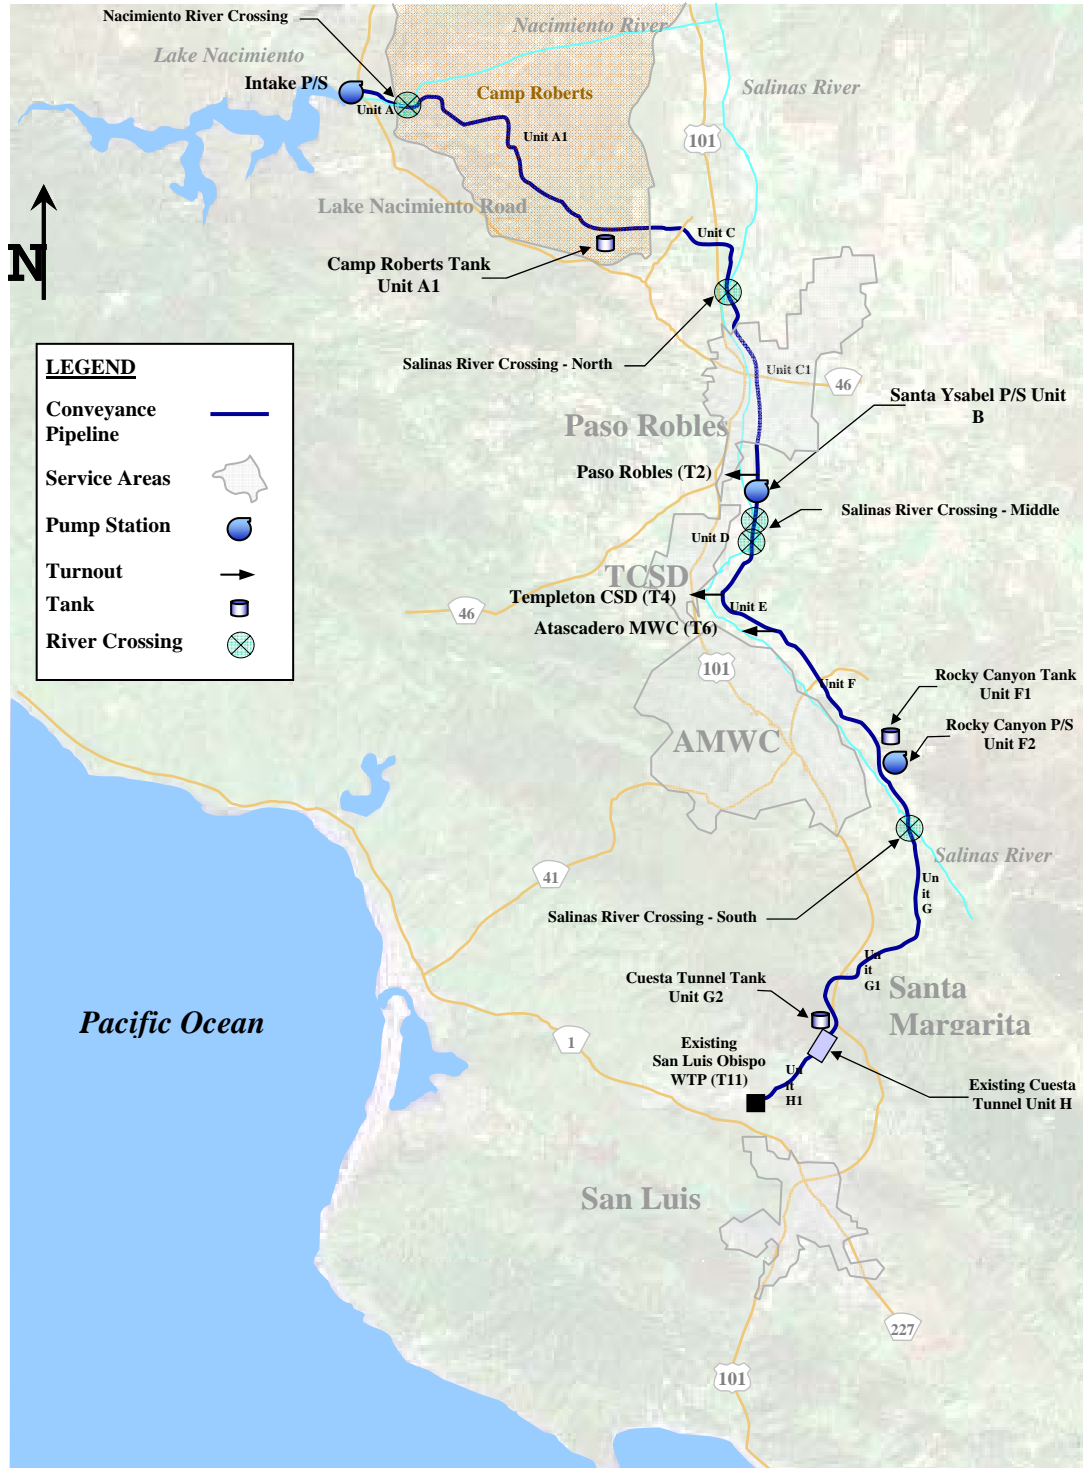 Nacimiento River Crossing
Nacimiento River
Lake Nacimiento
Intake P/S
Salinas River
Camp Roberts
Unit A
Unit A1
101
Lake Nacimiento Road
N
Unit C
Camp Roberts Tank
Unit A1
LEGEND
Conveyance
Pipeline
Service Areas
Pump Station
Turnout
Tank
River Crossing
Salinas River Crossing - North
Unit C1
46
Santa Ysabel P/S Unit
B
Paso Robles
Paso Robles (T2)
Salinas River Crossing - Middle
Unit D
TCSD
Templeton CSD (T4)
Unit E
46
Atascadero MWC (T6)
101
Unit F
Rocky Canyon Tank
Unit F1
Rocky Canyon P/S
Unit F2
AMWC
Salinas River
41
Un
it
G
Salinas River Crossing - South
Un
it
G1
Cuesta Tunnel Tank
Unit G2
Santa
Margarita
Pacific Ocean
1
Existing
San Luis Obispo
WTP (T11)
Un
it
H1
Existing Cuesta
Tunnel Unit H
San Luis
227
101